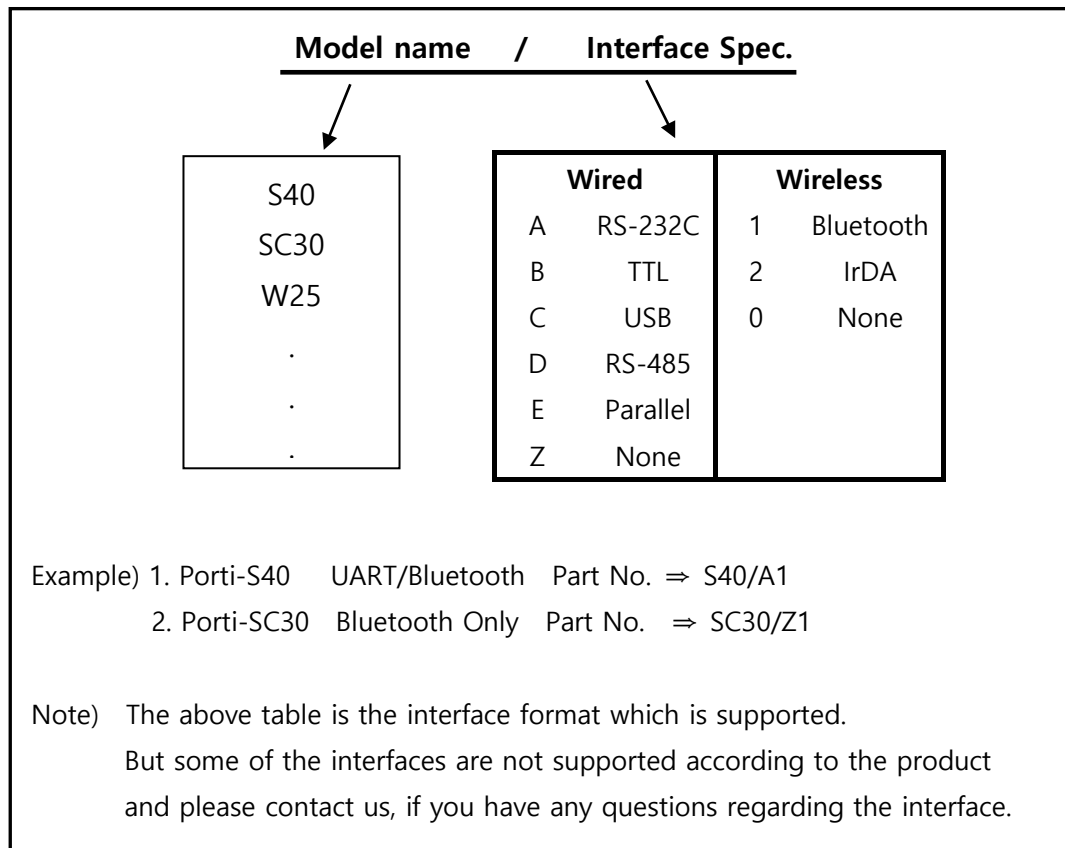 Model name / Interface Spec.
S40
SC30
W25
.
.
.
Wired Wireless
A RS-232C 1 Bluetooth
B TTL 2 IrDA
C USB 0 None
D RS-485
E Parallel
Z None
Example) 1. Porti-S40 UART/Bluetooth Part No. ⇒ S40/A1
2. Porti-SC30 Bluetooth Only Part No. ⇒ SC30/Z1
Note) The above table is the interface format which is supported.
But some of the interfaces are not supported according to the product
and please contact us, if you have any questions regarding the interface.